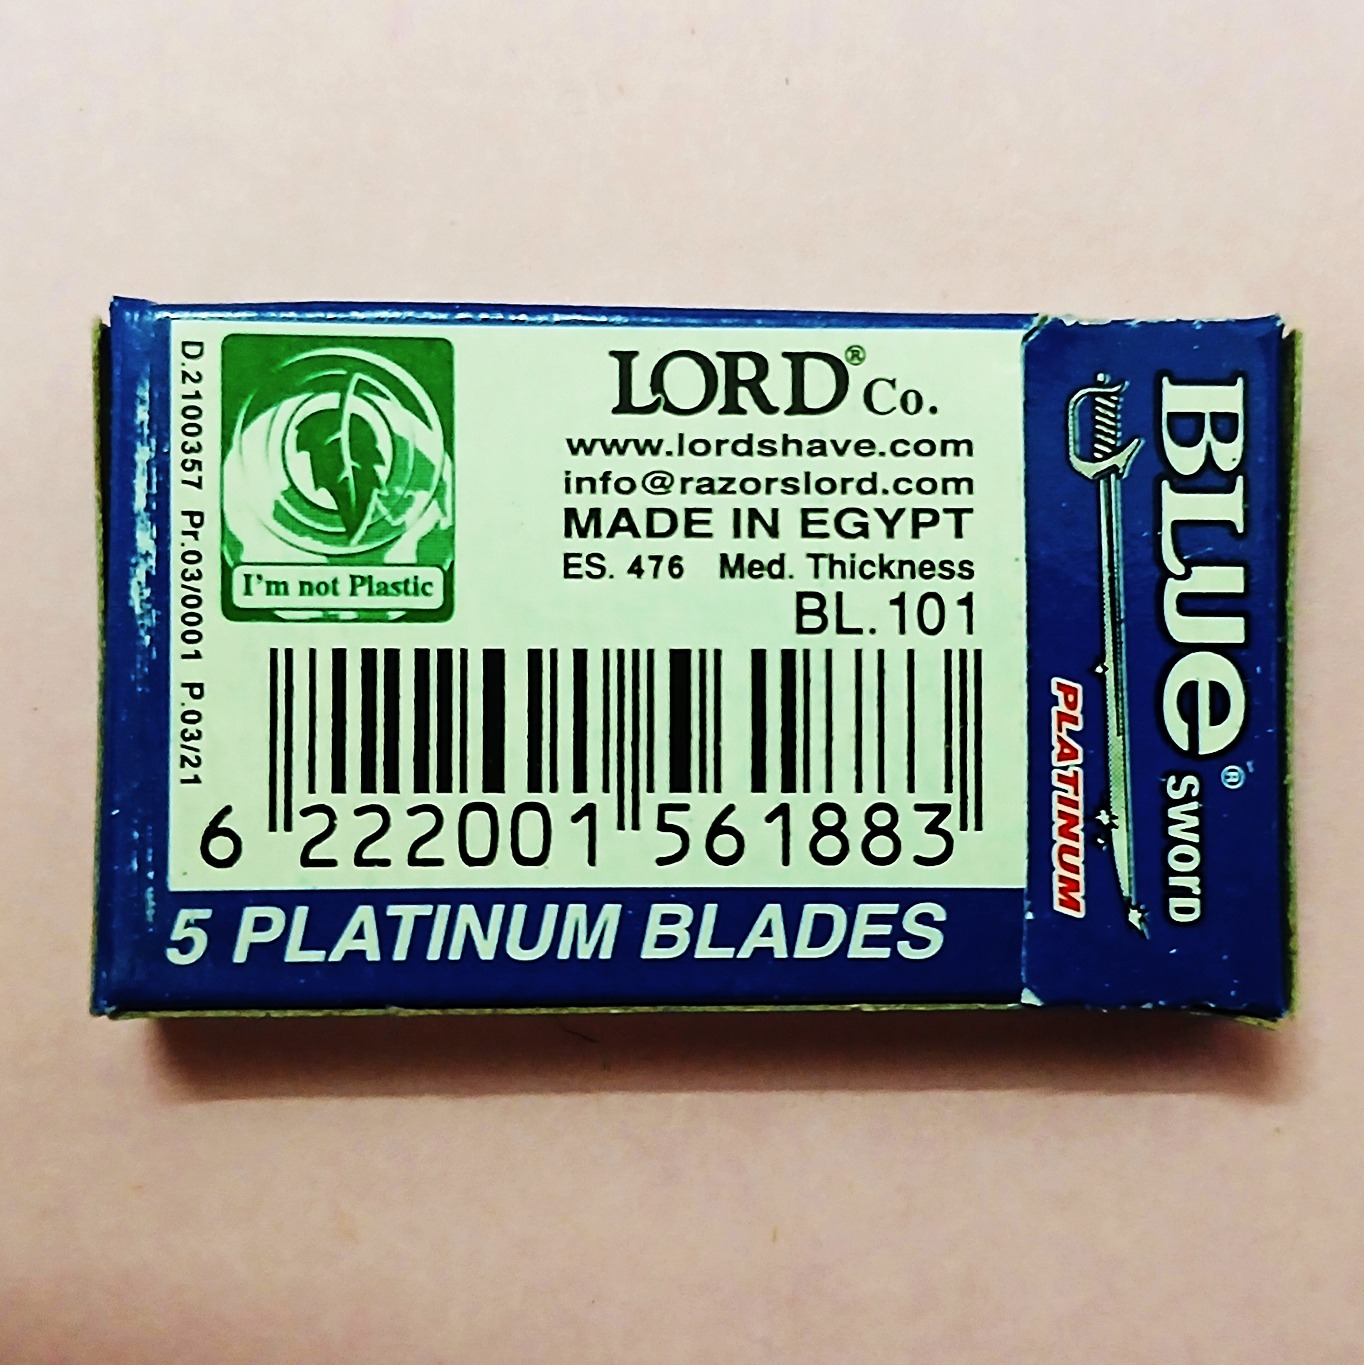 D.2100357 Pr.03/0001 P.03/21
I'm not Plastic
LORD® Co.
www.lordshave.com
info@razorslord.com
MADE IN EGYPT
ES. 476 Med. Thickness
BL.101
6 222001 561883
5 PLATINUM BLADES
BLUe® sworD
PLATINUM